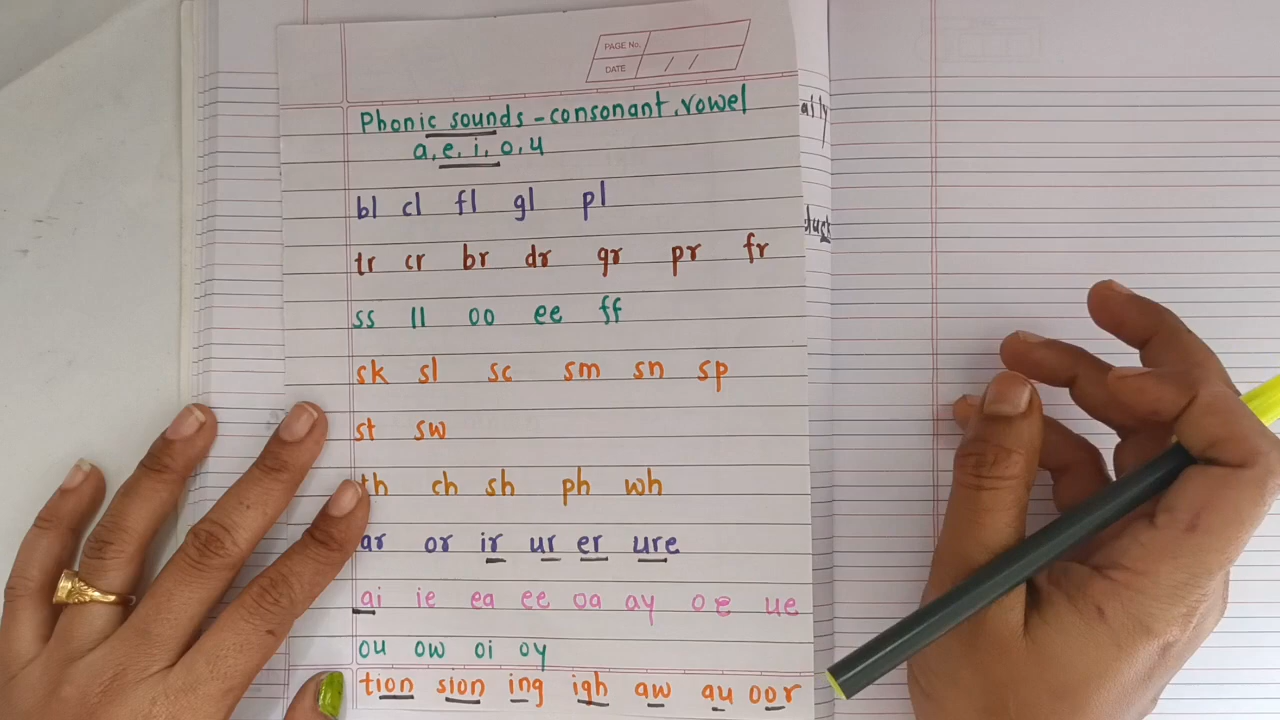 PAGE No.
DATE / /
Phonic sounds - consonant, vowel
a, e, i, o, u
bl cl fl gl pl
tr cr br dr gr pr fr
ss ll oo ee ff
sk sl sc sm sn sp
st sw
th ch sh ph wh
ar or ir ur er ure
ai ie ea ee oa ay oe ue
ou ow oi oy
tion sion ing igh aw au oor